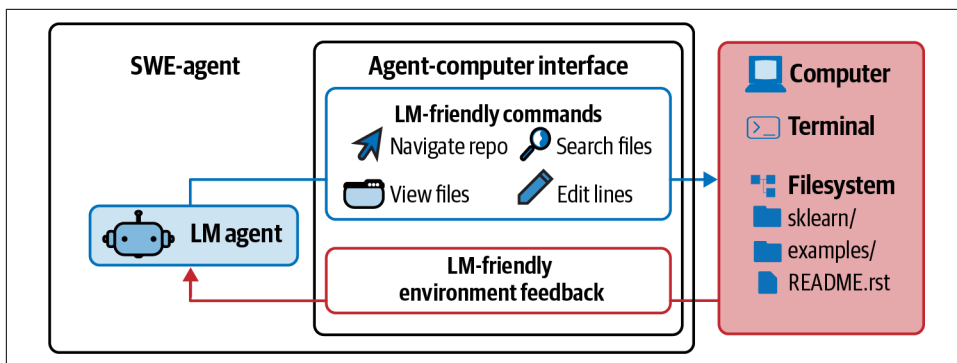 SWE-agent
Agent-computer interface
LM-friendly commands
Navigate repo
Search files
View files
Edit lines
LM agent
LM-friendly
environment feedback
Computer
>_ Terminal
Filesystem
sklearn/
examples/
README.rst